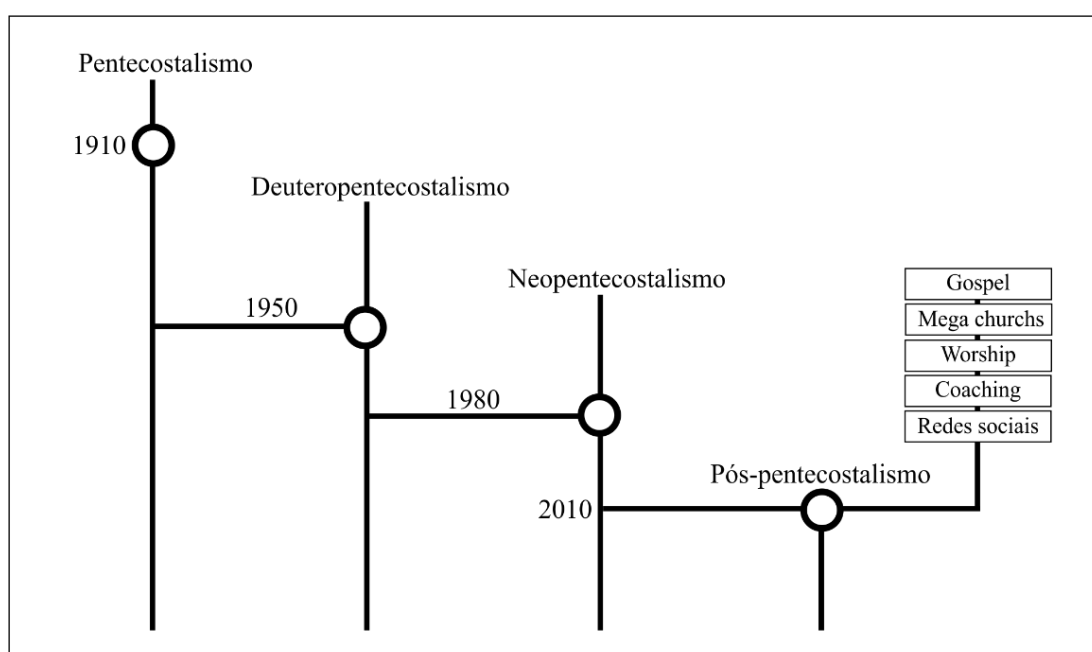 Pentecostalismo
1910
Deuteropentecostalismo
1950
Neopentecostalismo
1980
Gospel
Mega churchs
Worship
Coaching
Redes sociais
Pós-pentecostalismo
2010